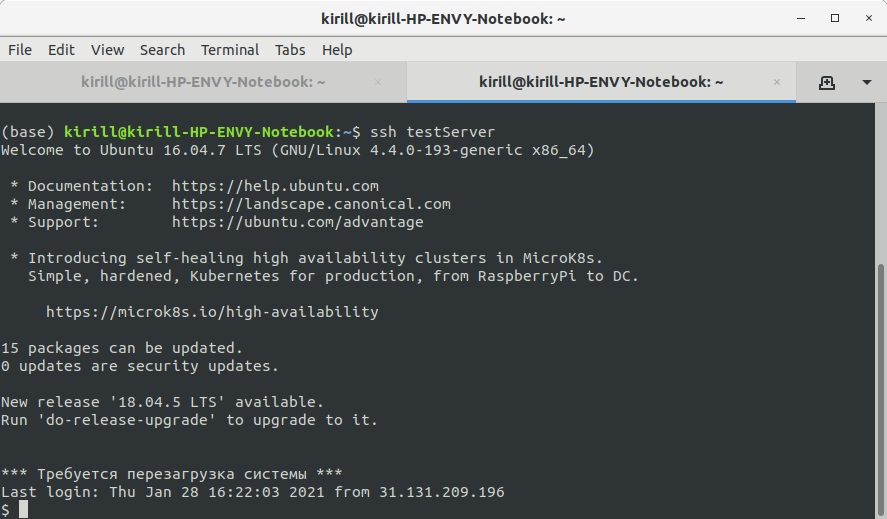 kirill@kirill-HP-ENVY-Notebook: ~
File Edit View Search Terminal Tabs Help
kirill@kirill-HP-ENVY-Notebook: ~ kirill@kirill-HP-ENVY-Notebook: ~
(base) kirill@kirill-HP-ENVY-Notebook:~$ ssh testServer
Welcome to Ubuntu 16.04.7 LTS (GNU/Linux 4.4.0-193-generic x86_64)
* Documentation:  https://help.ubuntu.com
* Management:     https://landscape.canonical.com
* Support:        https://ubuntu.com/advantage
* Introducing self-healing high availability clusters in MicroK8s.
Simple, hardened, Kubernetes for production, from RaspberryPi to DC.
https://microk8s.io/high-availability
15 packages can be updated.
0 updates are security updates.
New release '18.04.5 LTS' available.
Run 'do-release-upgrade' to upgrade to it.
*** Требуется перезагрузка системы ***
Last login: Thu Jan 28 16:22:03 2021 from 31.131.209.196
$